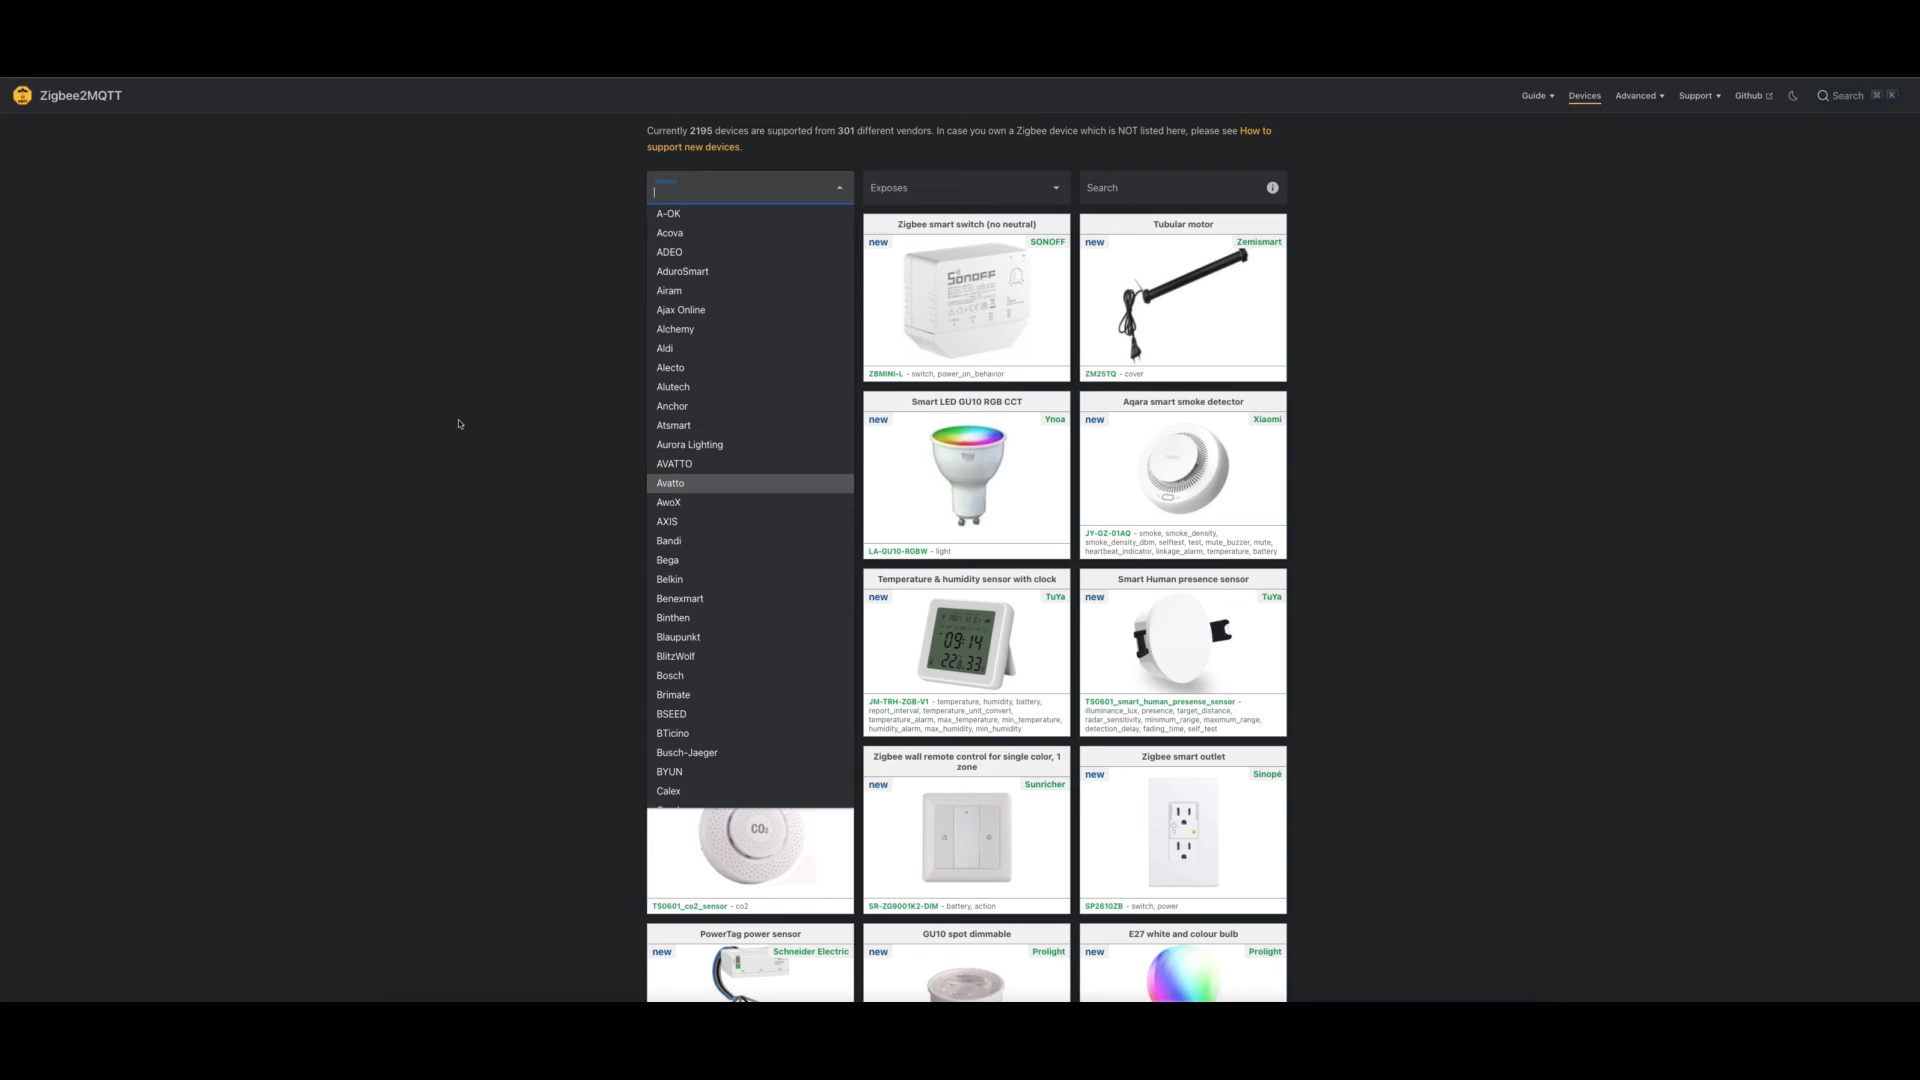 Zigbee2MQTT
Guide
Devices
Advanced
Support
Github
Search
K
Currently 2195 devices are supported from 301 different vendors. In case you own a Zigbee device which is NOT listed here, please see How to
support new devices.
Vendor
Exposes
Search
A-OK
Acova
ADEO
AduroSmart
Airam
Ajax Online
Alchemy
Aldi
Alecto
Alutech
Anchor
Atsmart
Aurora Lighting
AVATTO
Avatto
AwoX
AXIS
Bandi
Bega
Belkin
Benexmart
Binthen
Blaupunkt
BlitzWolf
Bosch
Brimate
BSEED
BTicino
Busch-Jaeger
BYUN
Calex
Zigbee smart switch (no neutral)
new
SONOFF
SONOFF
ZBMINI-L - switch, power_on_behavior
Tubular motor
new
Zemismart
ZM25TQ - cover
Smart LED GU10 RGB CCT
new
Ynoa
Ynoa
LA-GU10-RGBW - light
Aqara smart smoke detector
new
Xiaomi
JY-GZ-01AQ - smoke, smoke_density,
smoke_density_dbm, selftest, test, mute_buzzer, mute,
heartbeat_indicator, linkage_alarm, temperature, battery
Temperature & humidity sensor with clock
new
TuYa
09:14
JM-TRH-ZGB-V1 - temperature, humidity, battery,
report_interval, temperature_unit_convert,
temperature_alarm, max_temperature, min_temperature,
humidity_alarm, max_humidity, min_humidity
Smart Human presence sensor
new
TuYa
TS0601_smart_human_presense_sensor -
illuminance_lux, presence, target_distance,
radar_sensitivity, minimum_range, maximum_range,
detection_delay, fading_time, self_test
CO2
TS0601_co2_sensor - co2
Zigbee wall remote control for single color, 1
zone
new
Sunricher
SR-ZG9001K2-DIM - battery, action
Zigbee smart outlet
new
Sinopé
SP2610ZB - switch, power
PowerTag power sensor
new
Schneider Electric
GU10 spot dimmable
new
Prolight
E27 white and colour bulb
new
Prolight